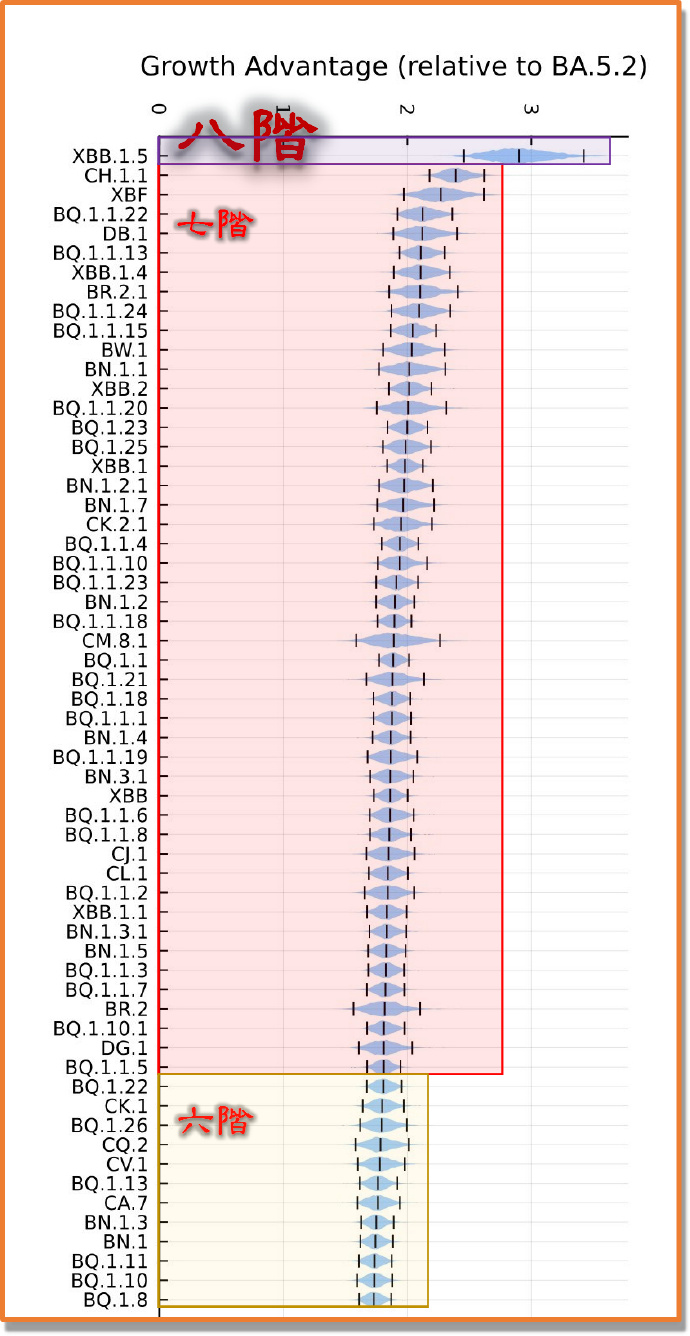 Growth Advantage (relative to BA.5.2)
0 1 2 3
八階
XBB.1.5
CH.1.1
XBF
七階
BQ.1.1.22
DB.1
BQ.1.1.13
XBB.1.4
BR.2.1
BQ.1.1.24
BQ.1.1.15
BW.1
BN.1.1
XBB.2
BQ.1.1.20
BQ.1.23
BQ.1.25
XBB.1
BN.1.2.1
BN.1.7
CK.2.1
BQ.1.1.4
BQ.1.1.10
BQ.1.1.23
BN.1.2
BQ.1.1.18
CM.8.1
BQ.1.1
BQ.1.21
BQ.1.18
BQ.1.1.1
BN.1.4
BQ.1.1.19
BN.3.1
XBB
BQ.1.1.6
BQ.1.1.8
CJ.1
CL.1
BQ.1.1.2
XBB.1.1
BN.1.3.1
BN.1.5
BQ.1.1.3
BQ.1.1.7
BR.2
BQ.1.10.1
DG.1
BQ.1.1.5
BQ.1.22
CK.1
六階
BQ.1.26
CQ.2
CV.1
BQ.1.13
CA.7
BN.1.3
BN.1
BQ.1.11
BQ.1.10
BQ.1.8